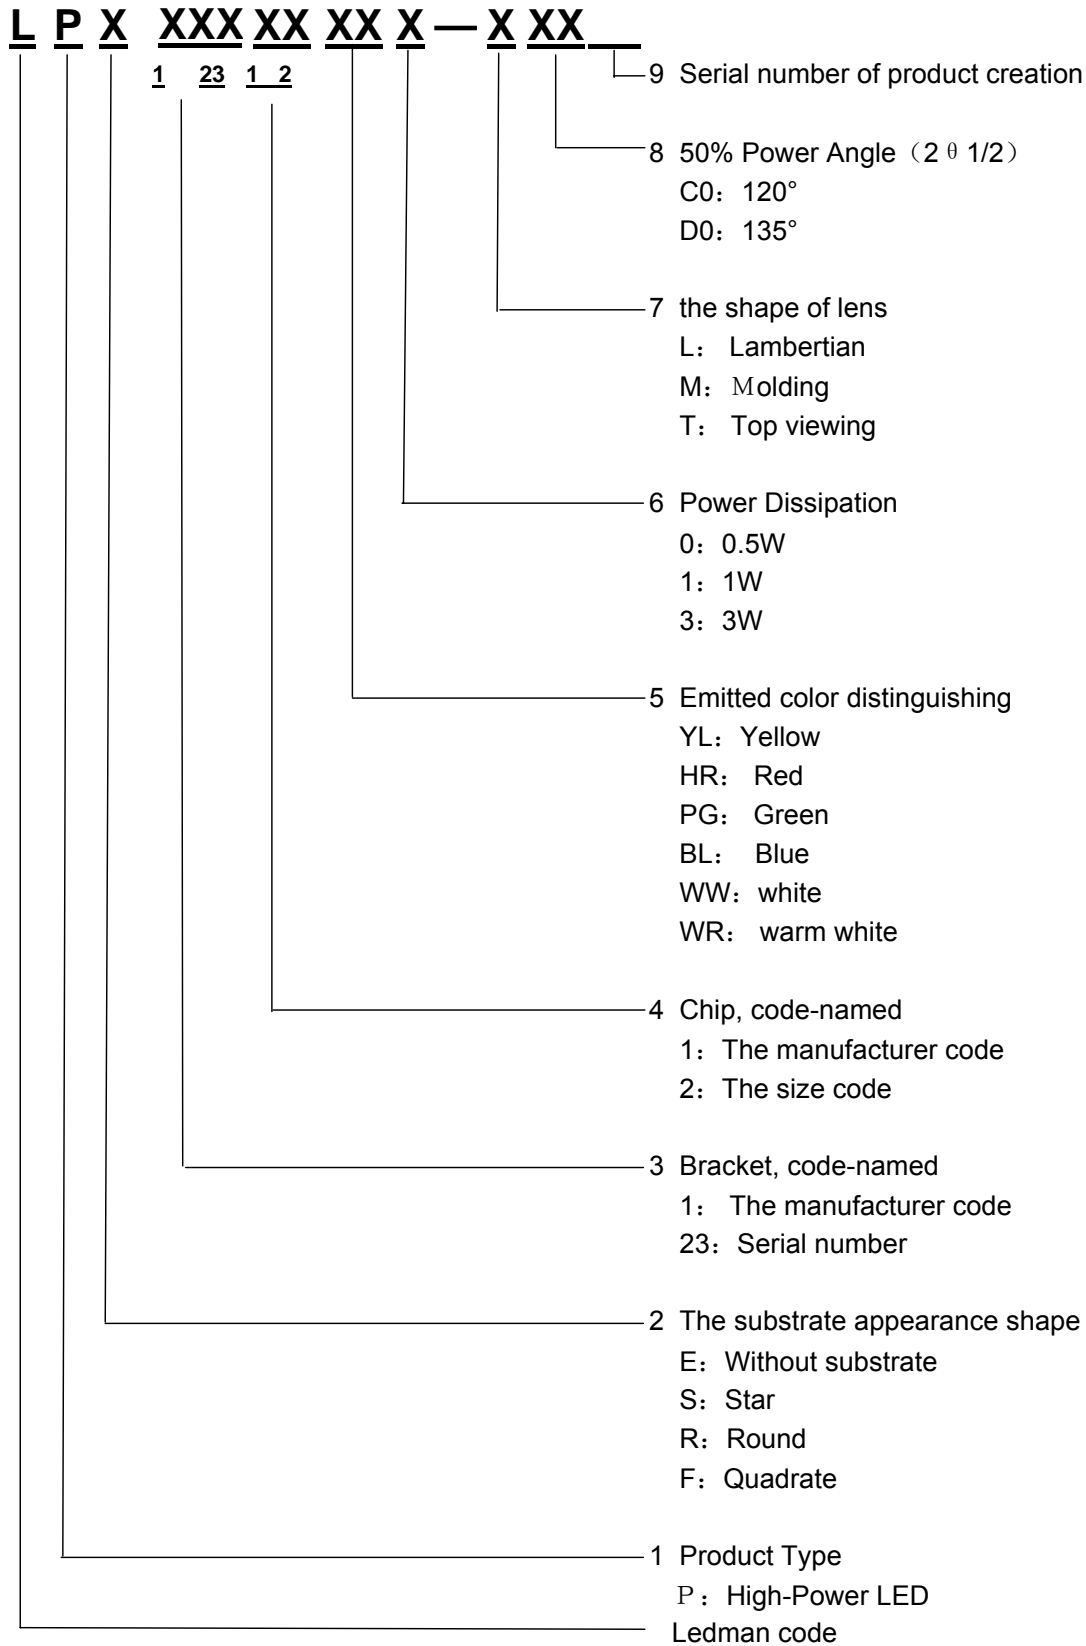 L P X XXX XX XX X — X XX
1 23 1 2
9 Serial number of product creation
8 50% Power Angle（2 θ 1/2）
C0：120°
D0：135°
7 the shape of lens
L： Lambertian
M：Molding
T： Top viewing
6 Power Dissipation
0：0.5W
1：1W
3：3W
5 Emitted color distinguishing
YL：Yellow
HR： Red
PG： Green
BL： Blue
WW：white
WR： warm white
4 Chip, code-named
1：The manufacturer code
2：The size code
3 Bracket, code-named
1： The manufacturer code
23：Serial number
2 The substrate appearance shape
E：Without substrate
S：Star
R：Round
F：Quadrate
1 Product Type
P：High-Power LED
Ledman code